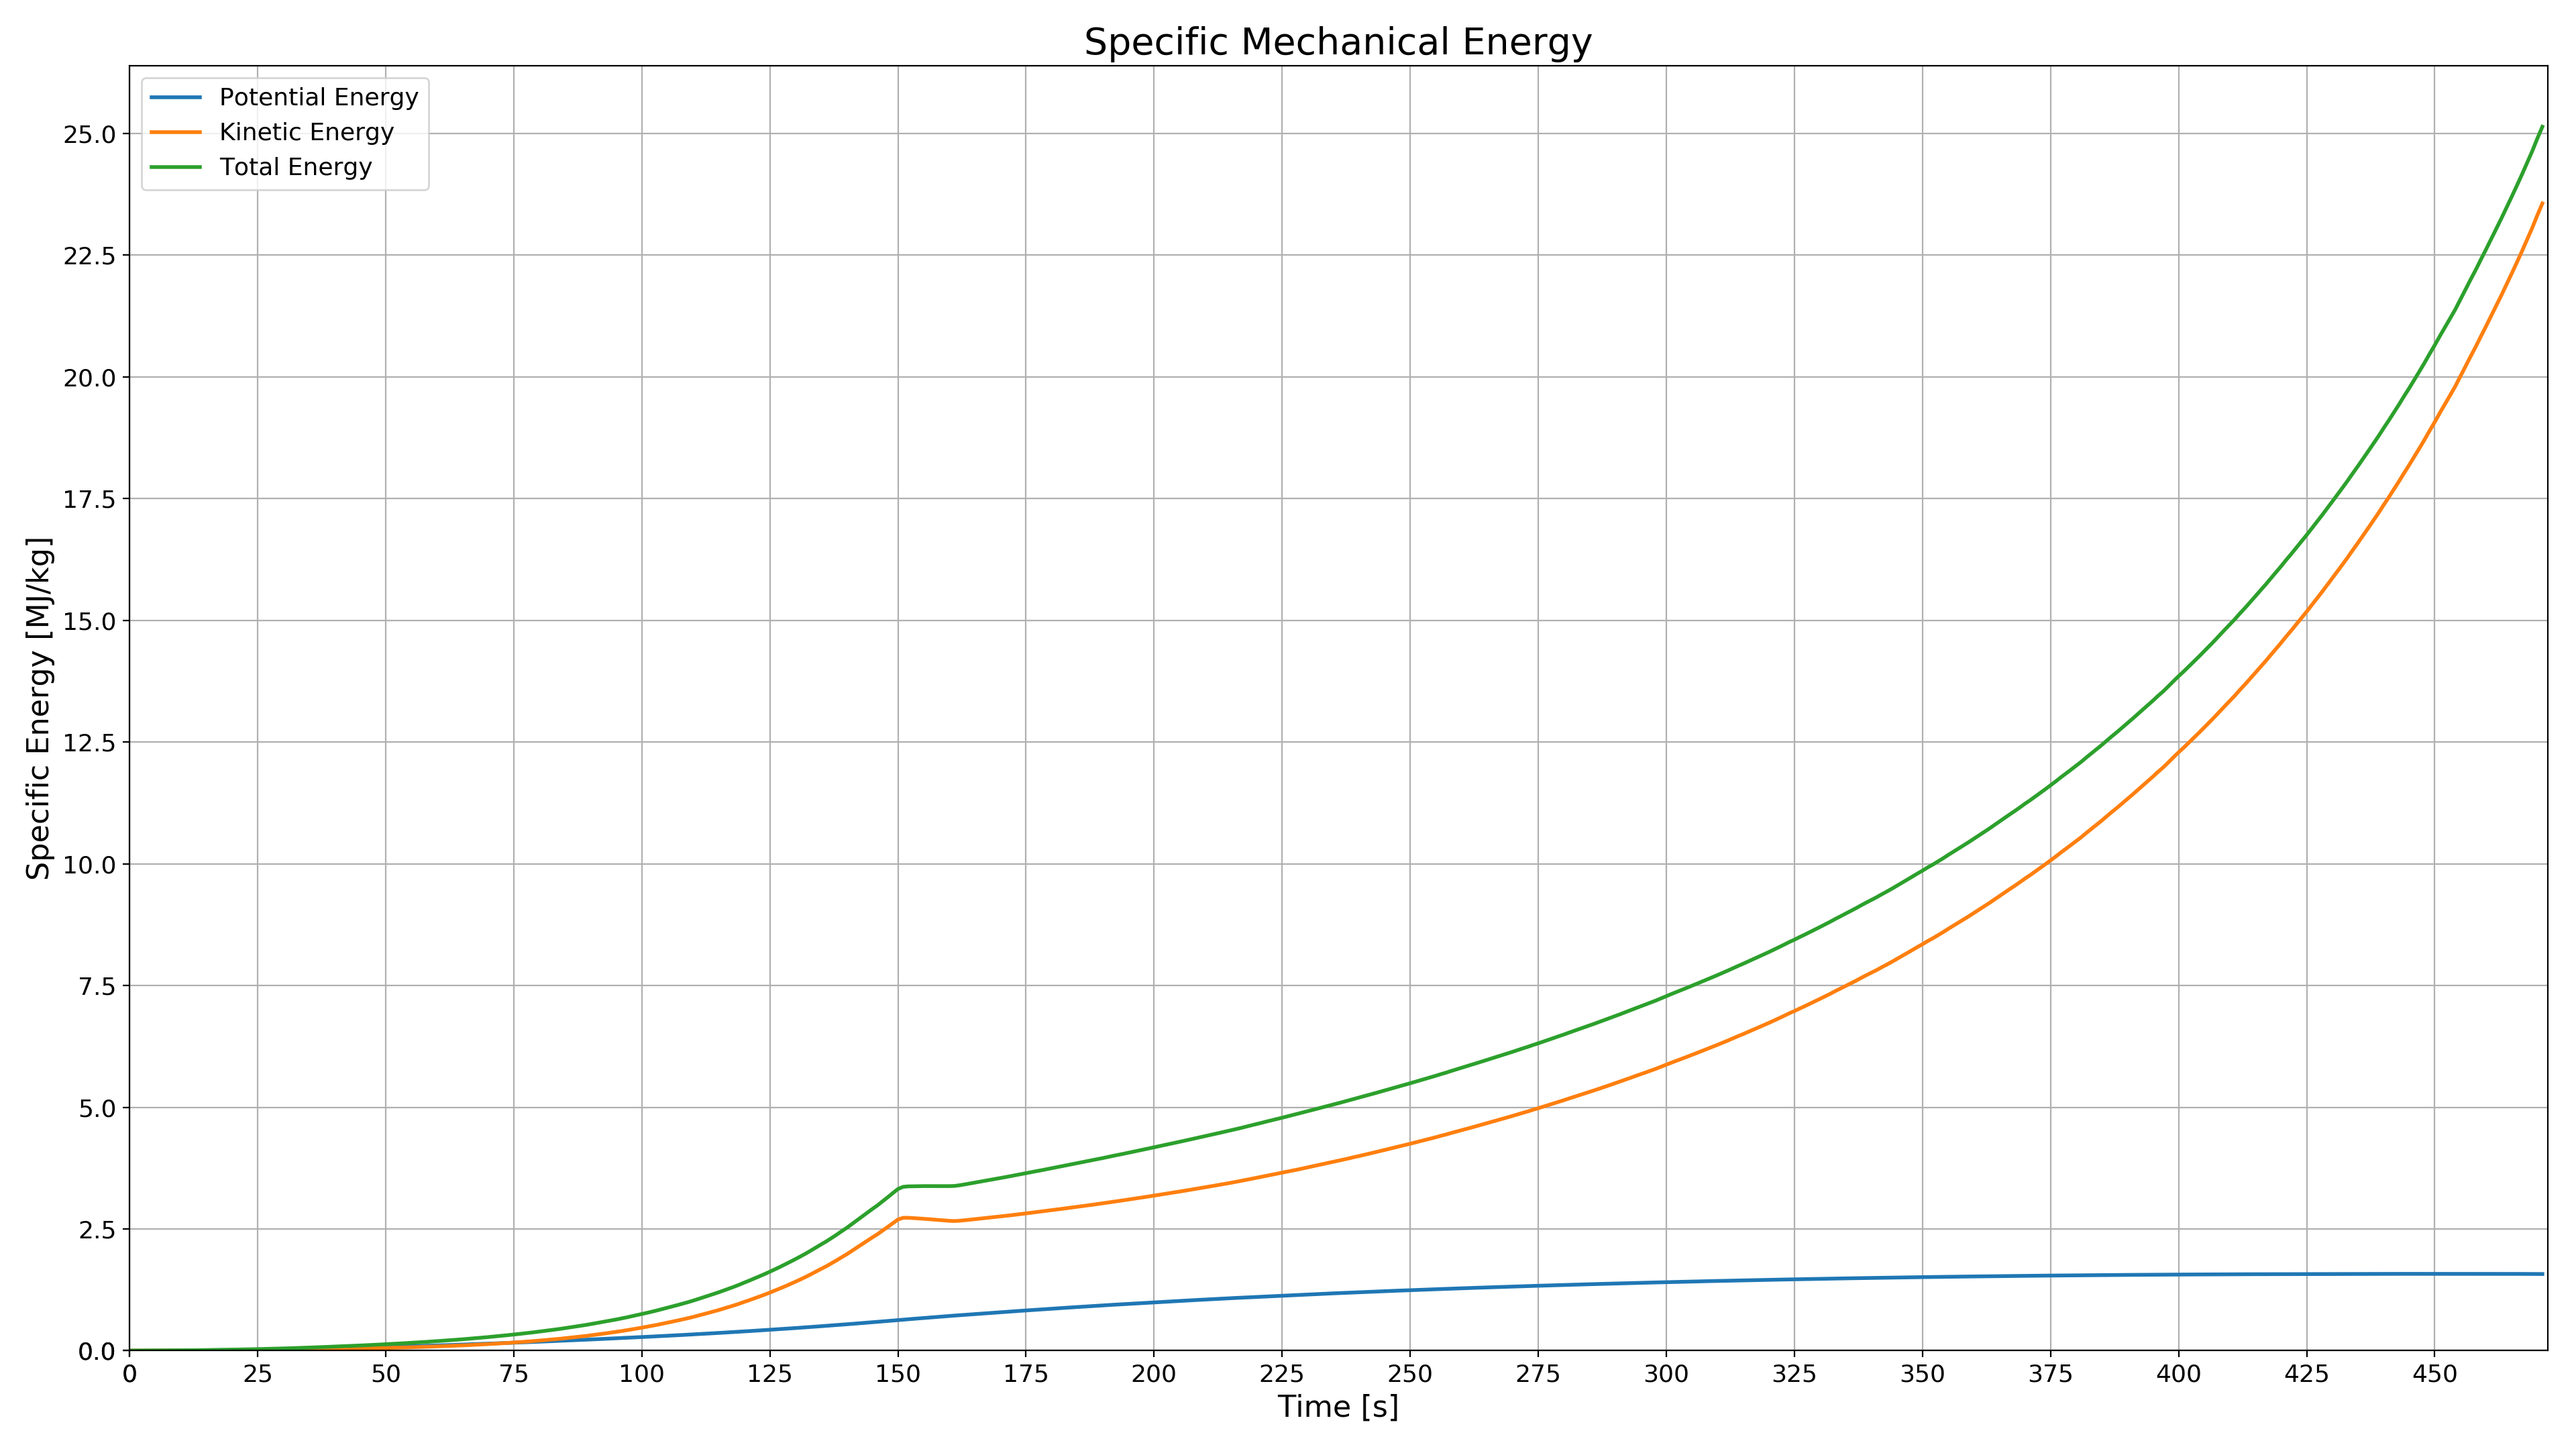 Specific Mechanical Energy
Potential Energy
Kinetic Energy
Total Energy
Specific Energy [MJ/kg]
25.0
22.5
20.0
17.5
15.0
12.5
10.0
7.5
5.0
2.5
0.0
0 25 50 75 100 125 150 175 200 225 250 275 300 325 350 375 400 425 450
Time [s]